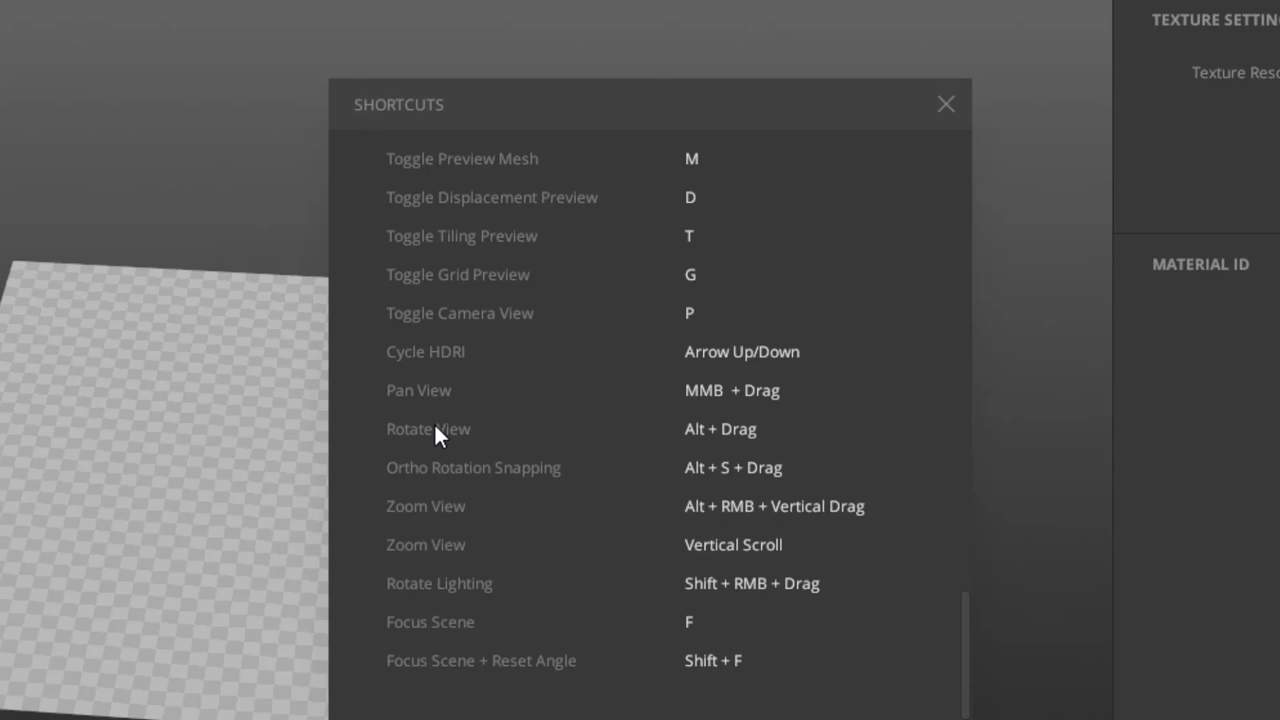 TEXTURE SETTIN
Texture Reso
SHORTCUTS
Toggle Preview Mesh M
Toggle Displacement Preview D
Toggle Tiling Preview T
Toggle Grid Preview G
Toggle Camera View P
Cycle HDRI Arrow Up/Down
Pan View MMB + Drag
Rotate View Alt + Drag
Ortho Rotation Snapping Alt + S + Drag
Zoom View Alt + RMB + Vertical Drag
Zoom View Vertical Scroll
Rotate Lighting Shift + RMB + Drag
Focus Scene F
Focus Scene + Reset Angle Shift + F
MATERIAL ID